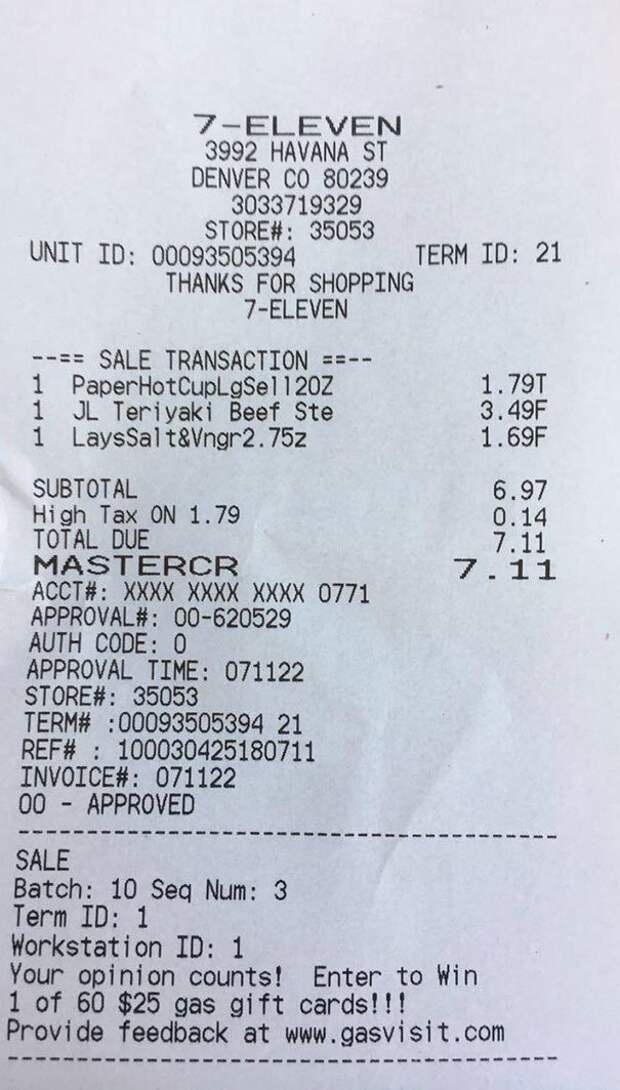 7-ELEVEN
3992 HAVANA ST
DENVER CO 80239
3033719329
STORE#: 35053
UNIT ID: 00093505394 TERM ID: 21
THANKS FOR SHOPPING
7-ELEVEN
--== SALE TRANSACTION ==--
1 PaperHotCupLgSell20Z 1.79T
1 JL Teriyaki Beef Ste 3.49F
1 LaysSalt&Vngr2.75z 1.69F
SUBTOTAL 6.97
High Tax ON 1.79 0.14
TOTAL DUE 7.11
MASTERCR 7.11
ACCT#: XXXX XXXX XXXX 0771
APPROVAL#: 00-620529
AUTH CODE: 0
APPROVAL TIME: 071122
STORE#: 35053
TERM# :00093505394 21
REF# : 100030425180711
INVOICE#: 071122
00 - APPROVED
----------------------------------------
SALE
Batch: 10 Seq Num: 3
Term ID: 1
Workstation ID: 1
Your opinion counts! Enter to Win
1 of 60 $25 gas gift cards!!!
Provide feedback at www.gasvisit.com
----------------------------------------